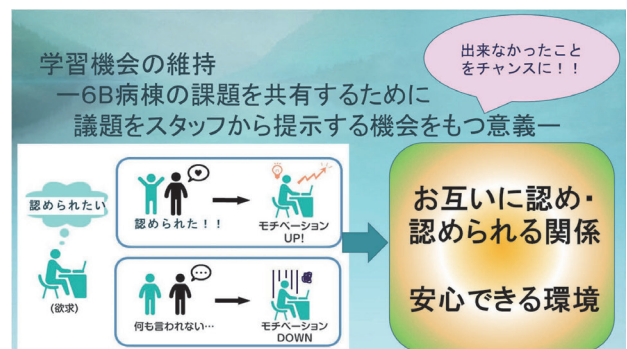 学習機会の維持
―6B病棟の課題を共有するために
議題をスタッフから提示する機会をもつ意義―
出来なかったこと
をチャンスに！！
認められたい
(欲求)
認められた！！
モチベーション
UP!
何も言われない…
モチベーション
DOWN
お互いに認め・
認められる関係
安心できる環境